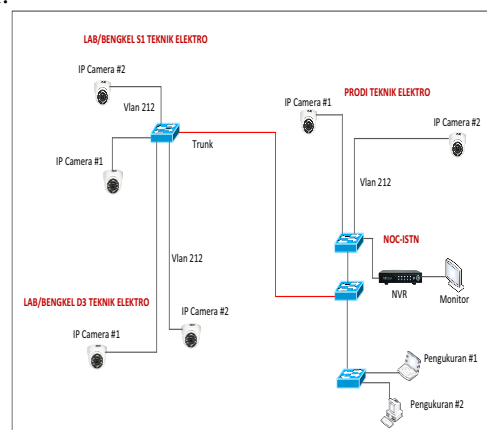 LAB/BENGKEL S1 TEKNIK ELEKTRO
IP Camera #2
Vlan 212
IP Camera #1
Trunk
PRODI TEKNIK ELEKTRO
IP Camera #1
IP Camera #2
Vlan 212
NOC-ISTN
NVR
Monitor
Vlan 212
LAB/BENGKEL D3 TEKNIK ELEKTRO
IP Camera #2
IP Camera #1
Pengukuran #1
Pengukuran #2